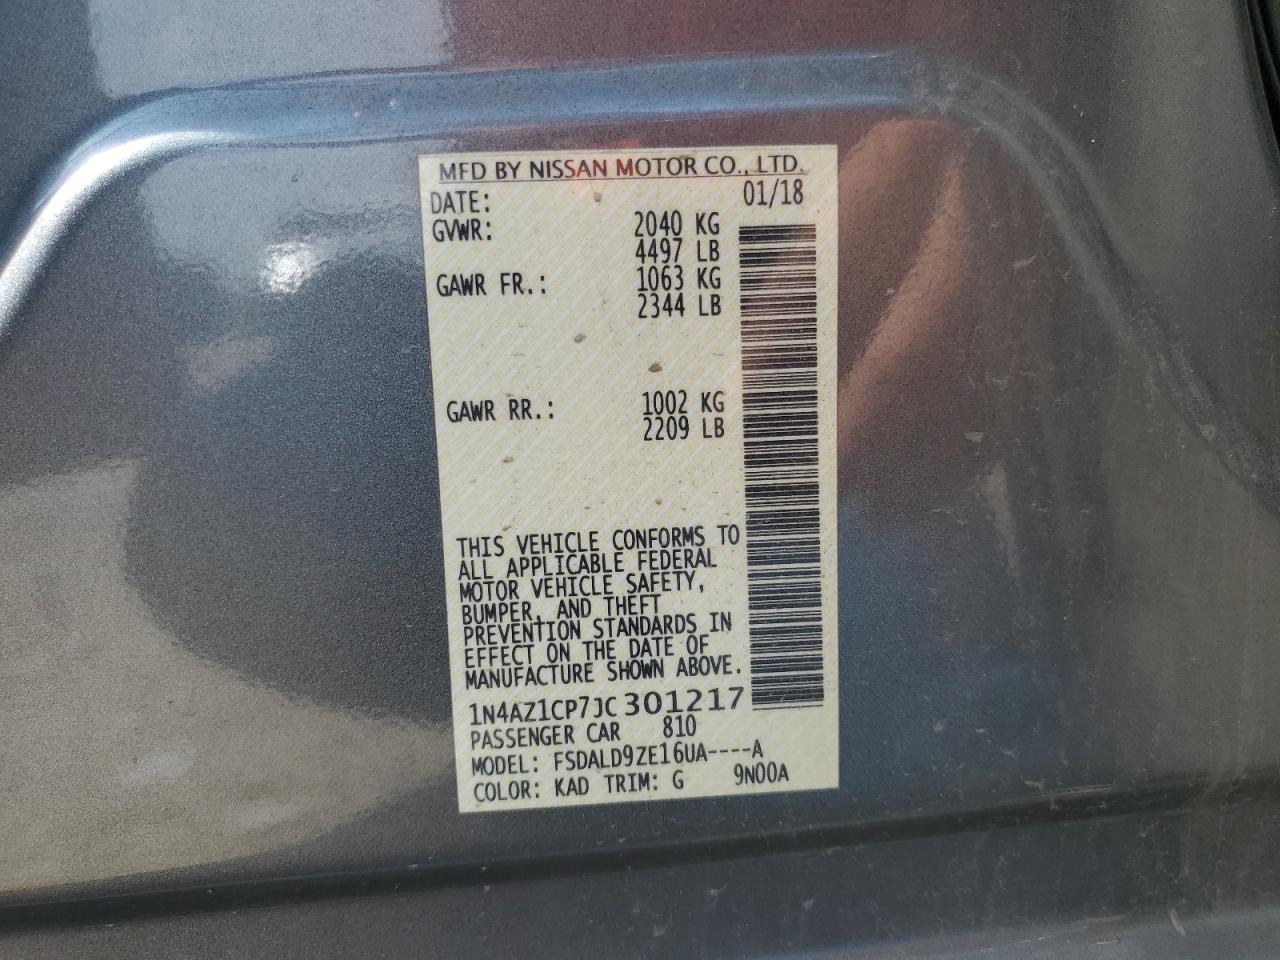 MFD BY NISSAN MOTOR CO., LTD.
DATE: 01/18
GVWR: 2040 KG
4497 LB
GAWR FR.: 1063 KG
2344 LB
GAWR RR.: 1002 KG
2209 LB
THIS VEHICLE CONFORMS TO
ALL APPLICABLE FEDERAL
MOTOR VEHICLE SAFETY,
BUMPER, AND THEFT
PREVENTION STANDARDS IN
EFFECT ON THE DATE OF
MANUFACTURE SHOWN ABOVE.
1N4AZ1CP7JC301217
PASSENGER CAR 810
MODEL: FSDALD9ZE16UA----A
COLOR: KAD TRIM: G 9N00A